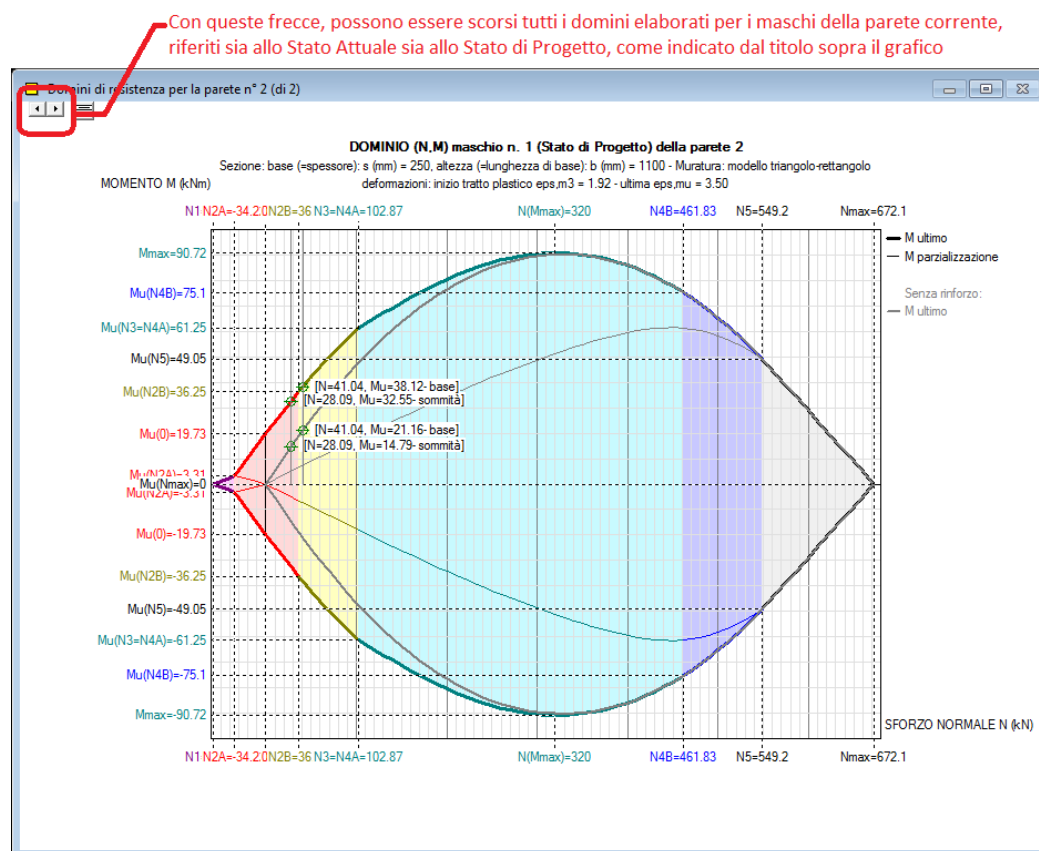 Con queste frecce, possono essere scorsi tutti i domini elaborati per i maschi della parete corrente,
riferiti sia allo Stato Attuale sia allo Stato di Progetto, come indicato dal titolo sopra il grafico
Domini di resistenza per la parete n° 2 (di 2)
DOMINIO (N,M) maschio n. 1 (Stato di Progetto) della parete 2
Sezione: base (=spessore): s (mm) = 250, altezza (=lunghezza di base): b (mm) = 1100 - Muratura: modello triangolo-rettangolo
MOMENTO M (kNm)
deformazioni: inizio tratto plastico eps,m3 = 1.92 - ultima eps,mu = 3.50
N1 N2A=-34.2 0 N2B=36 N3=N4A=102.87 N(Mmax)=320 N4B=461.83 N5=549.2 Nmax=672.1
M ultimo
Mmax=90.72
M parzializzazione
Mu(N4B)=75.1
Senza rinforzo:
M ultimo
Mu(N3=N4A)=61.25
Mu(N5)=49.05
Mu(N2B)=36.25
[N=41.04, Mu=38.12- base]
[N=28.09, Mu=32.55- sommità]
Mu(0)=19.73
[N=41.04, Mu=21.16- base]
[N=28.09, Mu=14.79- sommità]
Mu(N2A)=3.31
Mu(Nmax)=0
Mu(N2A)=-3.31
Mu(0)=-19.73
Mu(N2B)=-36.25
Mu(N5)=-49.05
Mu(N3=N4A)=-61.25
Mu(N4B)=-75.1
Mmax=-90.72
SFORZO NORMALE N (kN)
N1 N2A=-34.2 0 N2B=36 N3=N4A=102.87 N(Mmax)=320 N4B=461.83 N5=549.2 Nmax=672.1